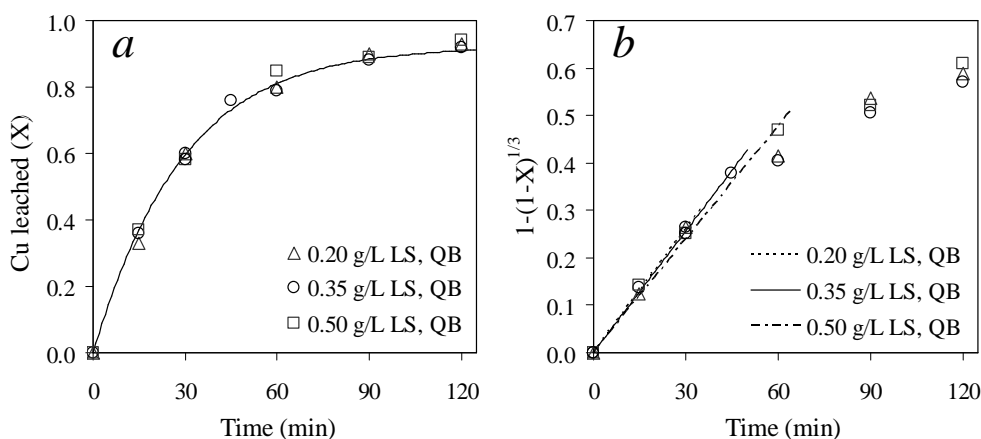 a
1.0
0.8
0.6
0.4
0.2
0.0
Cu leached (X)
△ 0.20 g/L LS, QB
○ 0.35 g/L LS, QB
□ 0.50 g/L LS, QB
0 30 60 90 120
Time (min)
b
0.7
0.6
0.5
0.4
0.3
0.2
0.1
0.0
1-(1-X)^{1/3}
0.20 g/L LS, QB
0.35 g/L LS, QB
0.50 g/L LS, QB
0 30 60 90 120
Time (min)